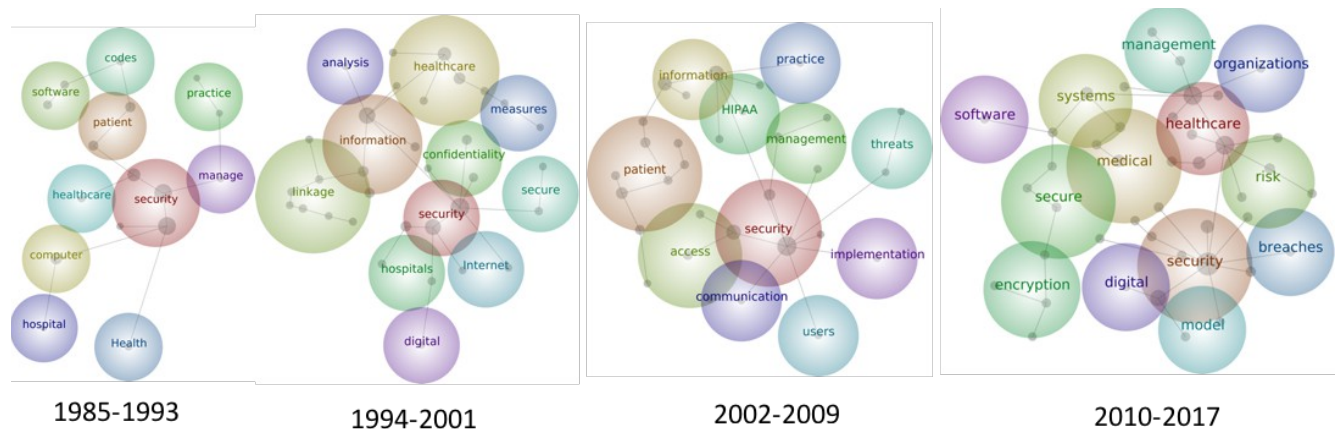 codes
software
practice
patient
manage
healthcare
security
computer
hospital
Health
1985-1993
analysis
healthcare
measures
information
confidentiality
linkage
secure
security
hospitals
Internet
digital
1994-2001
practice
information
HIPAA
management
threats
patient
security
access
implementation
communication
users
2002-2009
management
organizations
systems
software
healthcare
medical
risk
secure
breaches
security
digital
encryption
model
2010-2017